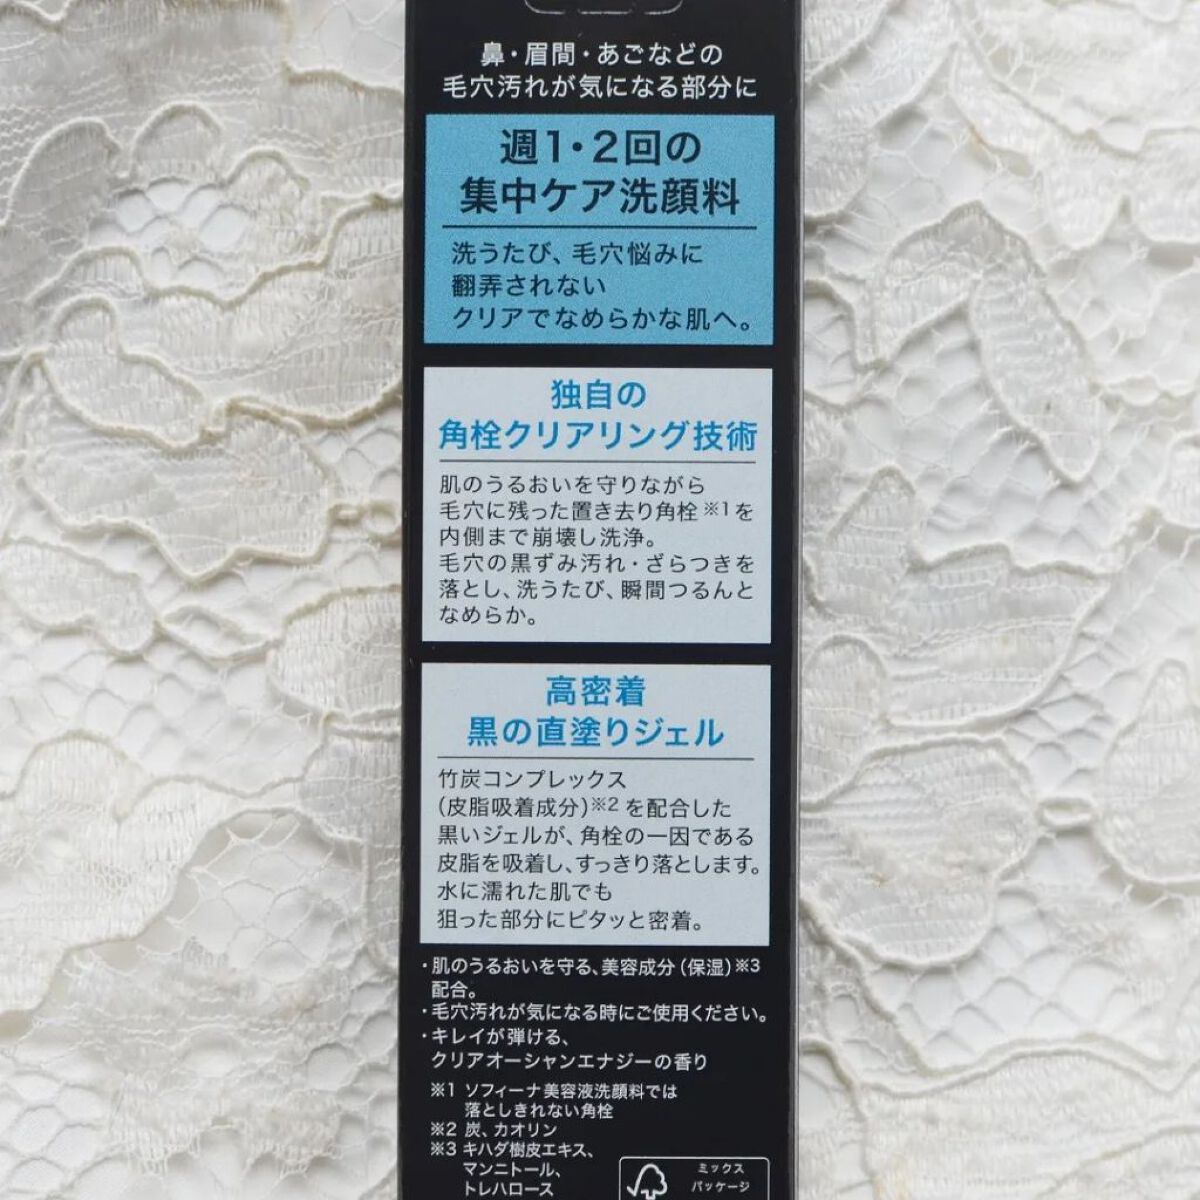 鼻・眉間・あごなどの
毛穴汚れが気になる部分に
週1・2回の
集中ケア洗顔料
洗うたび、毛穴悩みに
翻弄されない
クリアでなめらかな肌へ。
独自の
角栓クリアリング技術
肌のうるおいを守りながら
毛穴に残った置き去り角栓※1を
内側まで崩壊し洗浄。
毛穴の黒ずみ汚れ・ざらつきを
落とし、洗うたび、瞬間つるんと
なめらか。
高密着
黒の直塗りジェル
竹炭コンプレックス
(皮脂吸着成分)※2を配合した
黒いジェルが、角栓の一因である
皮脂を吸着し、すっきり落とします。
水に濡れた肌でも
狙った部分にピタッと密着。
・肌のうるおいを守る、美容成分(保湿)※3
配合。
・毛穴汚れが気になる時にご使用ください。
・キレイが弾ける、
クリアオーシャンエナジーの香り
※1 ソフィーナ美容液洗顔料では
落としきれない角栓
※2 炭、カオリン
※3 キハダ樹皮エキス、
マンニトール、
トレハロース
ミックス
パッケージ